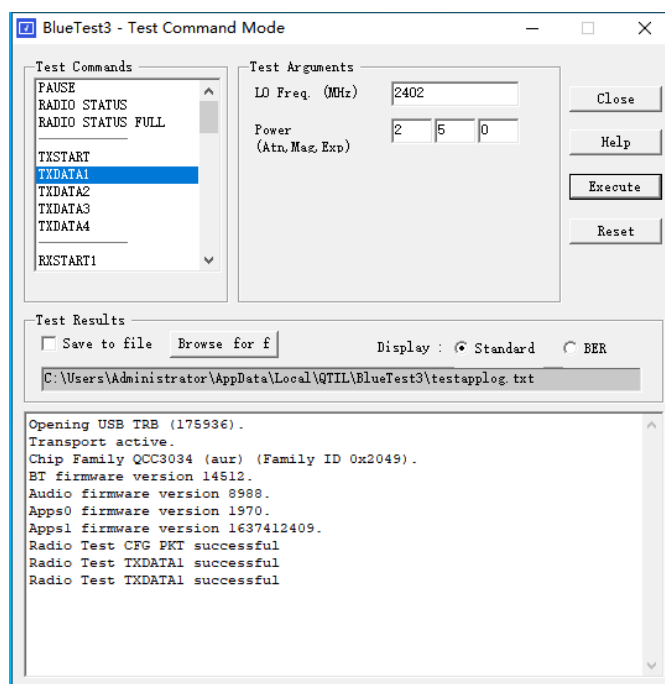 BlueTest3 - Test Command Mode
Test Commands
PAUSE
RADIO STATUS
RADIO STATUS FULL
TXSTART
TXDATA1
TXDATA2
TXDATA3
TXDATA4
RXSTART1
Test Arguments
LO Freq. (MHz) 2402
Power 2 5 0
(Atn, Mag, Exp)
Close
Help
Execute
Reset
Test Results
Save to file Browse for f Display : Standard BER
C:\Users\Administrator\AppData\Local\QTIL\BlueTest3\testapplog.txt
Opening USB TRB (175936).
Transport active.
Chip Family QCC3034 (aur) (Family ID 0x2049).
BT firmware version 14512.
Audio firmware version 8988.
Apps0 firmware version 1970.
Apps1 firmware version 1637412409.
Radio Test CFG PKT successful
Radio Test TXDATA1 successful
Radio Test TXDATA1 successful